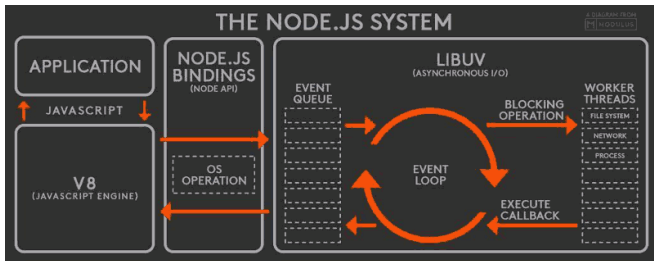 THE NODE.JS SYSTEM
A DIAGRAM FROM
MODULUS
APPLICATION
JAVASCRIPT
V8
(JAVASCRIPT ENGINE)
NODE.JS
BINDINGS
(NODE API)
OS
OPERATION
LIBUV
(ASYNCHRONOUS I/O)
EVENT
QUEUE
EVENT
LOOP
BLOCKING
OPERATION
EXECUTE
CALLBACK
WORKER
THREADS
FILE SYSTEM
NETWORK
PROCESS